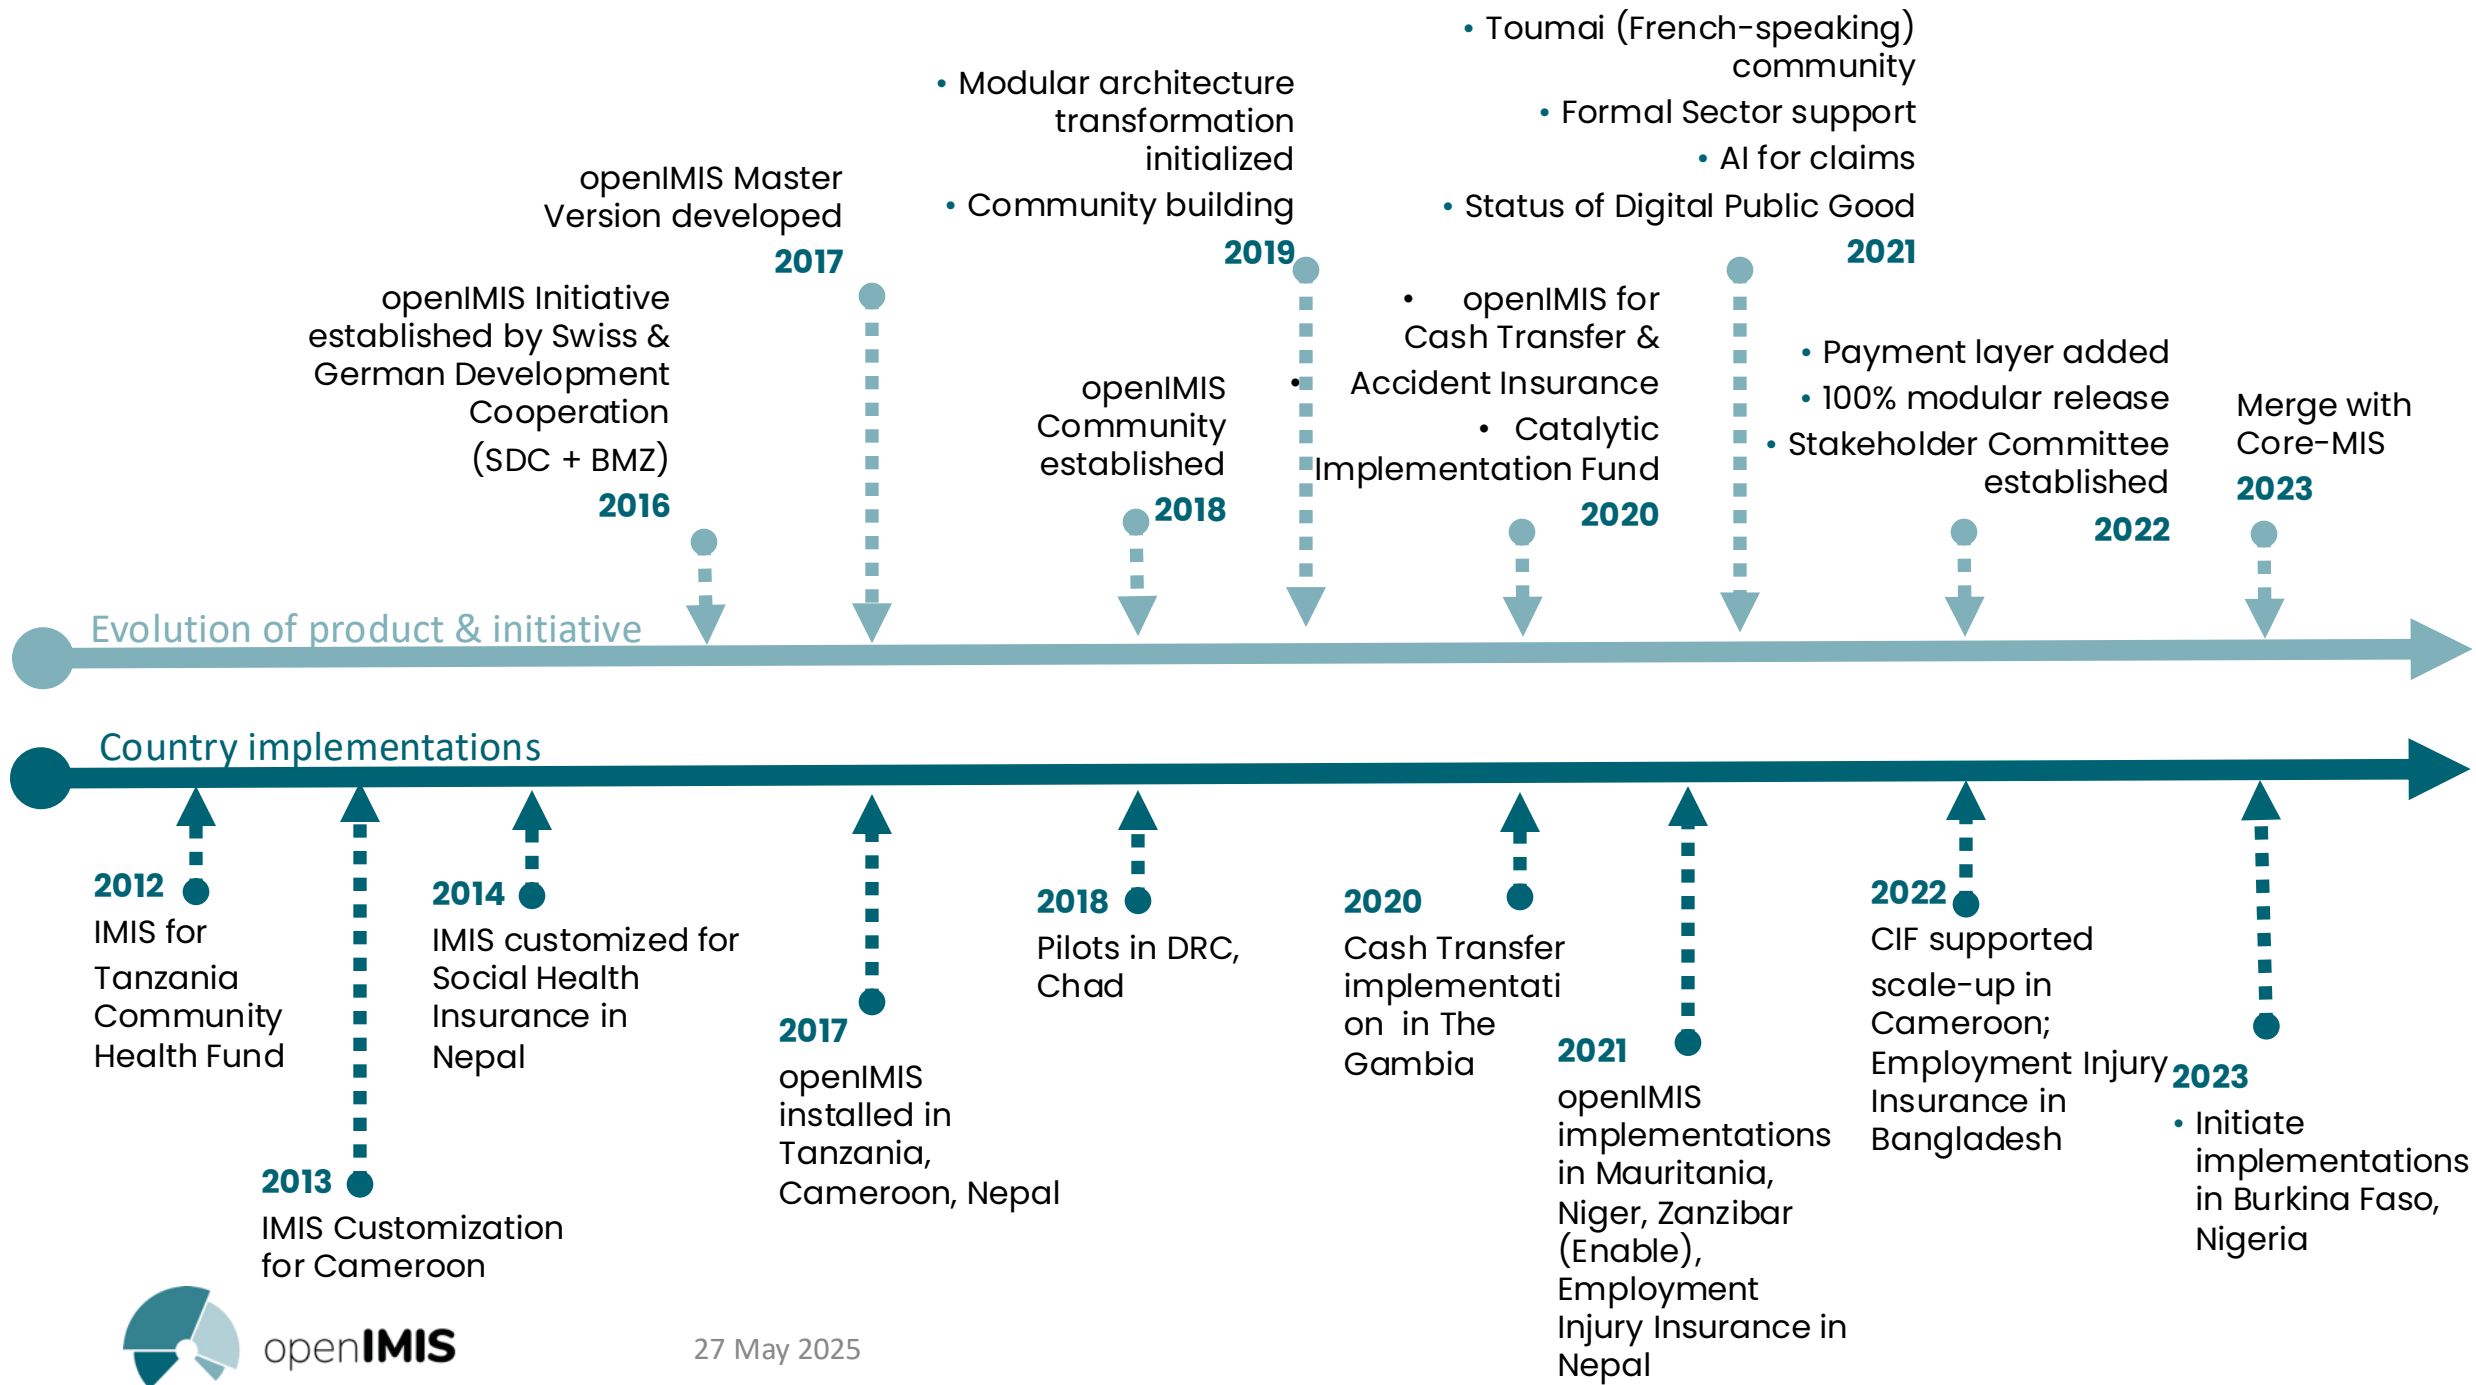 openIMIS Initiative
established by Swiss &
German Development
Cooperation
(SDC + BMZ)
2016
openIMIS Master
Version developed
2017
openIMIS
Community
established
2018
• Modular architecture
transformation
initialized
• Community building
2019
• openIMIS for
Cash Transfer &
• Accident Insurance
• Catalytic
Implementation Fund
2020
• Toumai (French-speaking)
community
• Formal Sector support
• AI for claims
• Status of Digital Public Good
2021
• Payment layer added
• 100% modular release
• Stakeholder Committee
established
2022
Merge with
Core-MIS
2023
Evolution of product & initiative
Country implementations
2012
IMIS for
Tanzania
Community
Health Fund
2013
IMIS Customization
for Cameroon
2014
IMIS customized for
Social Health
Insurance in
Nepal
2017
openIMIS
installed in
Tanzania,
Cameroon, Nepal
2018
Pilots in DRC,
Chad
2020
Cash Transfer
implementati
on in The
Gambia
2021
openIMIS
implementations
in Mauritania,
Niger, Zanzibar
(Enable),
Employment
Injury Insurance in
Nepal
2022
CIF supported
scale-up in
Cameroon;
Employment Injury
Insurance in
Bangladesh
2023
• Initiate
implementations
in Burkina Faso,
Nigeria
openIMIS
27 May 2025